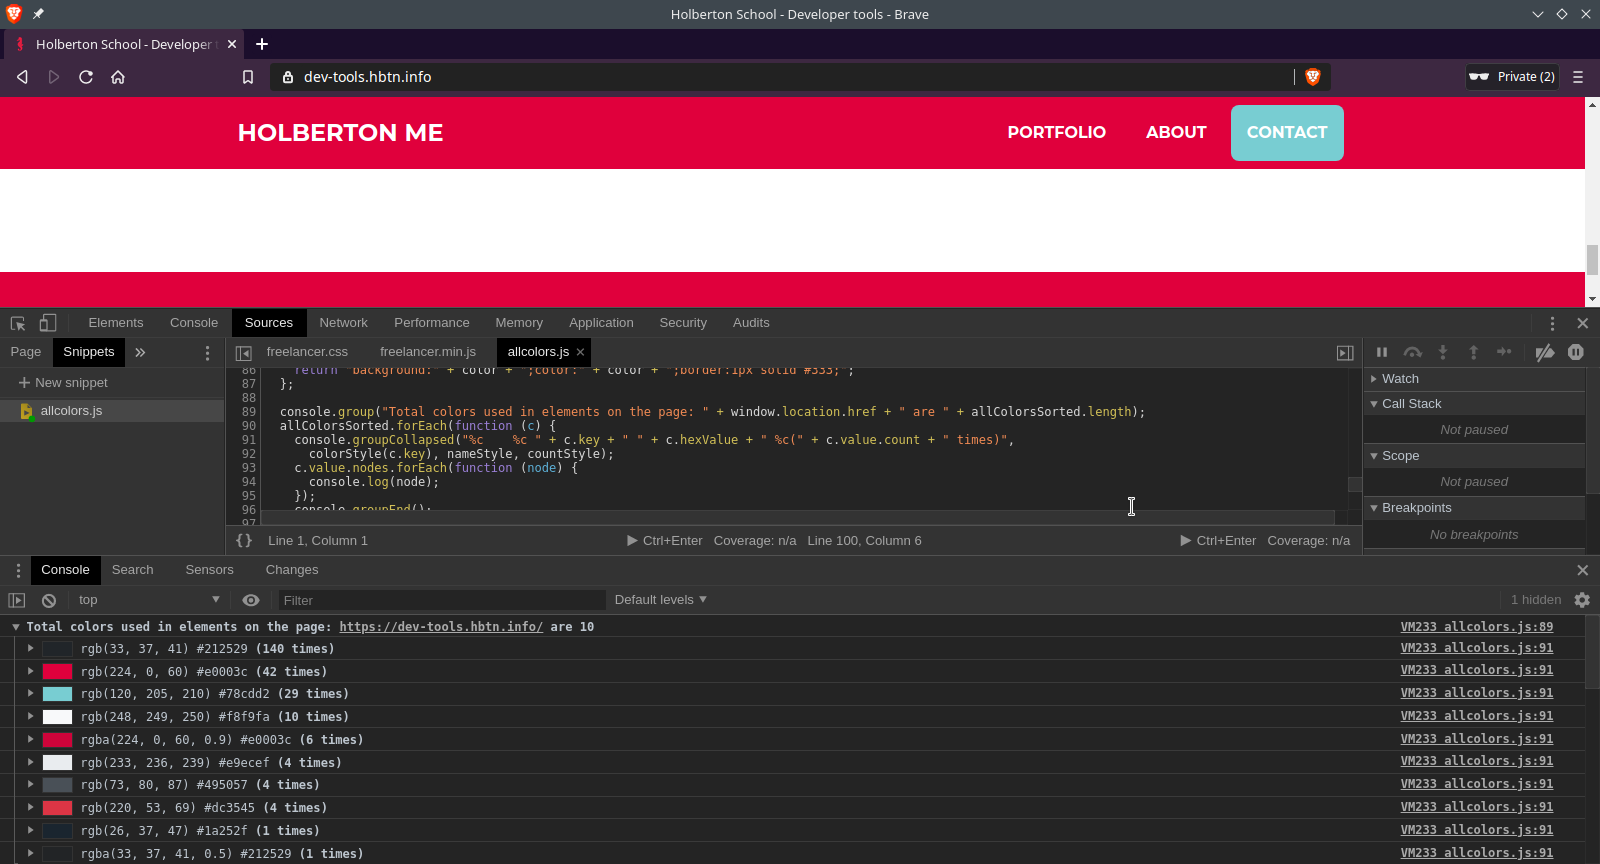 Holberton School - Developer tools - Brave
Holberton School - Developer t
dev-tools.hbtn.info
Private (2)
HOLBERTON ME
PORTFOLIO ABOUT CONTACT
Elements Console Sources Network Performance Memory Application Security Audits
Page Snippets
freelancer.css freelancer.min.js allcolors.js
New snippet
allcolors.js
86 return "background:" + color + ";color:" + color + ";border:1px solid #333;";
87 };
88
89 console.group("Total colors used in elements on the page: " + window.location.href + " are " + allColorsSorted.length);
90 allColorsSorted.forEach(function (c) {
91 console.groupCollapsed("%c    %c " + c.key + " " + c.hexValue + " %c(" + c.value.count + " times)",
92 colorStyle(c.key), nameStyle, countStyle);
93 c.value.nodes.forEach(function (node) {
94 console.log(node);
95 });
96 console.groupEnd();
97
Line 1, Column 1 Ctrl+Enter Coverage: n/a Line 100, Column 6 Ctrl+Enter Coverage: n/a
Watch
Call Stack
Not paused
Scope
Not paused
Breakpoints
No breakpoints
Console Search Sensors Changes
top Filter Default levels 1 hidden
Total colors used in elements on the page: https://dev-tools.hbtn.info/ are 10 VM233 allcolors.js:89
rgb(33, 37, 41) #212529 (140 times) VM233 allcolors.js:91
rgb(224, 0, 60) #e0003c (42 times) VM233 allcolors.js:91
rgb(120, 205, 210) #78cdd2 (29 times) VM233 allcolors.js:91
rgb(248, 249, 250) #f8f9fa (10 times) VM233 allcolors.js:91
rgba(224, 0, 60, 0.9) #e0003c (6 times) VM233 allcolors.js:91
rgb(233, 236, 239) #e9ecef (4 times) VM233 allcolors.js:91
rgb(73, 80, 87) #495057 (4 times) VM233 allcolors.js:91
rgb(220, 53, 69) #dc3545 (4 times) VM233 allcolors.js:91
rgb(26, 37, 47) #1a252f (1 times) VM233 allcolors.js:91
rgba(33, 37, 41, 0.5) #212529 (1 times) VM233 allcolors.js:91